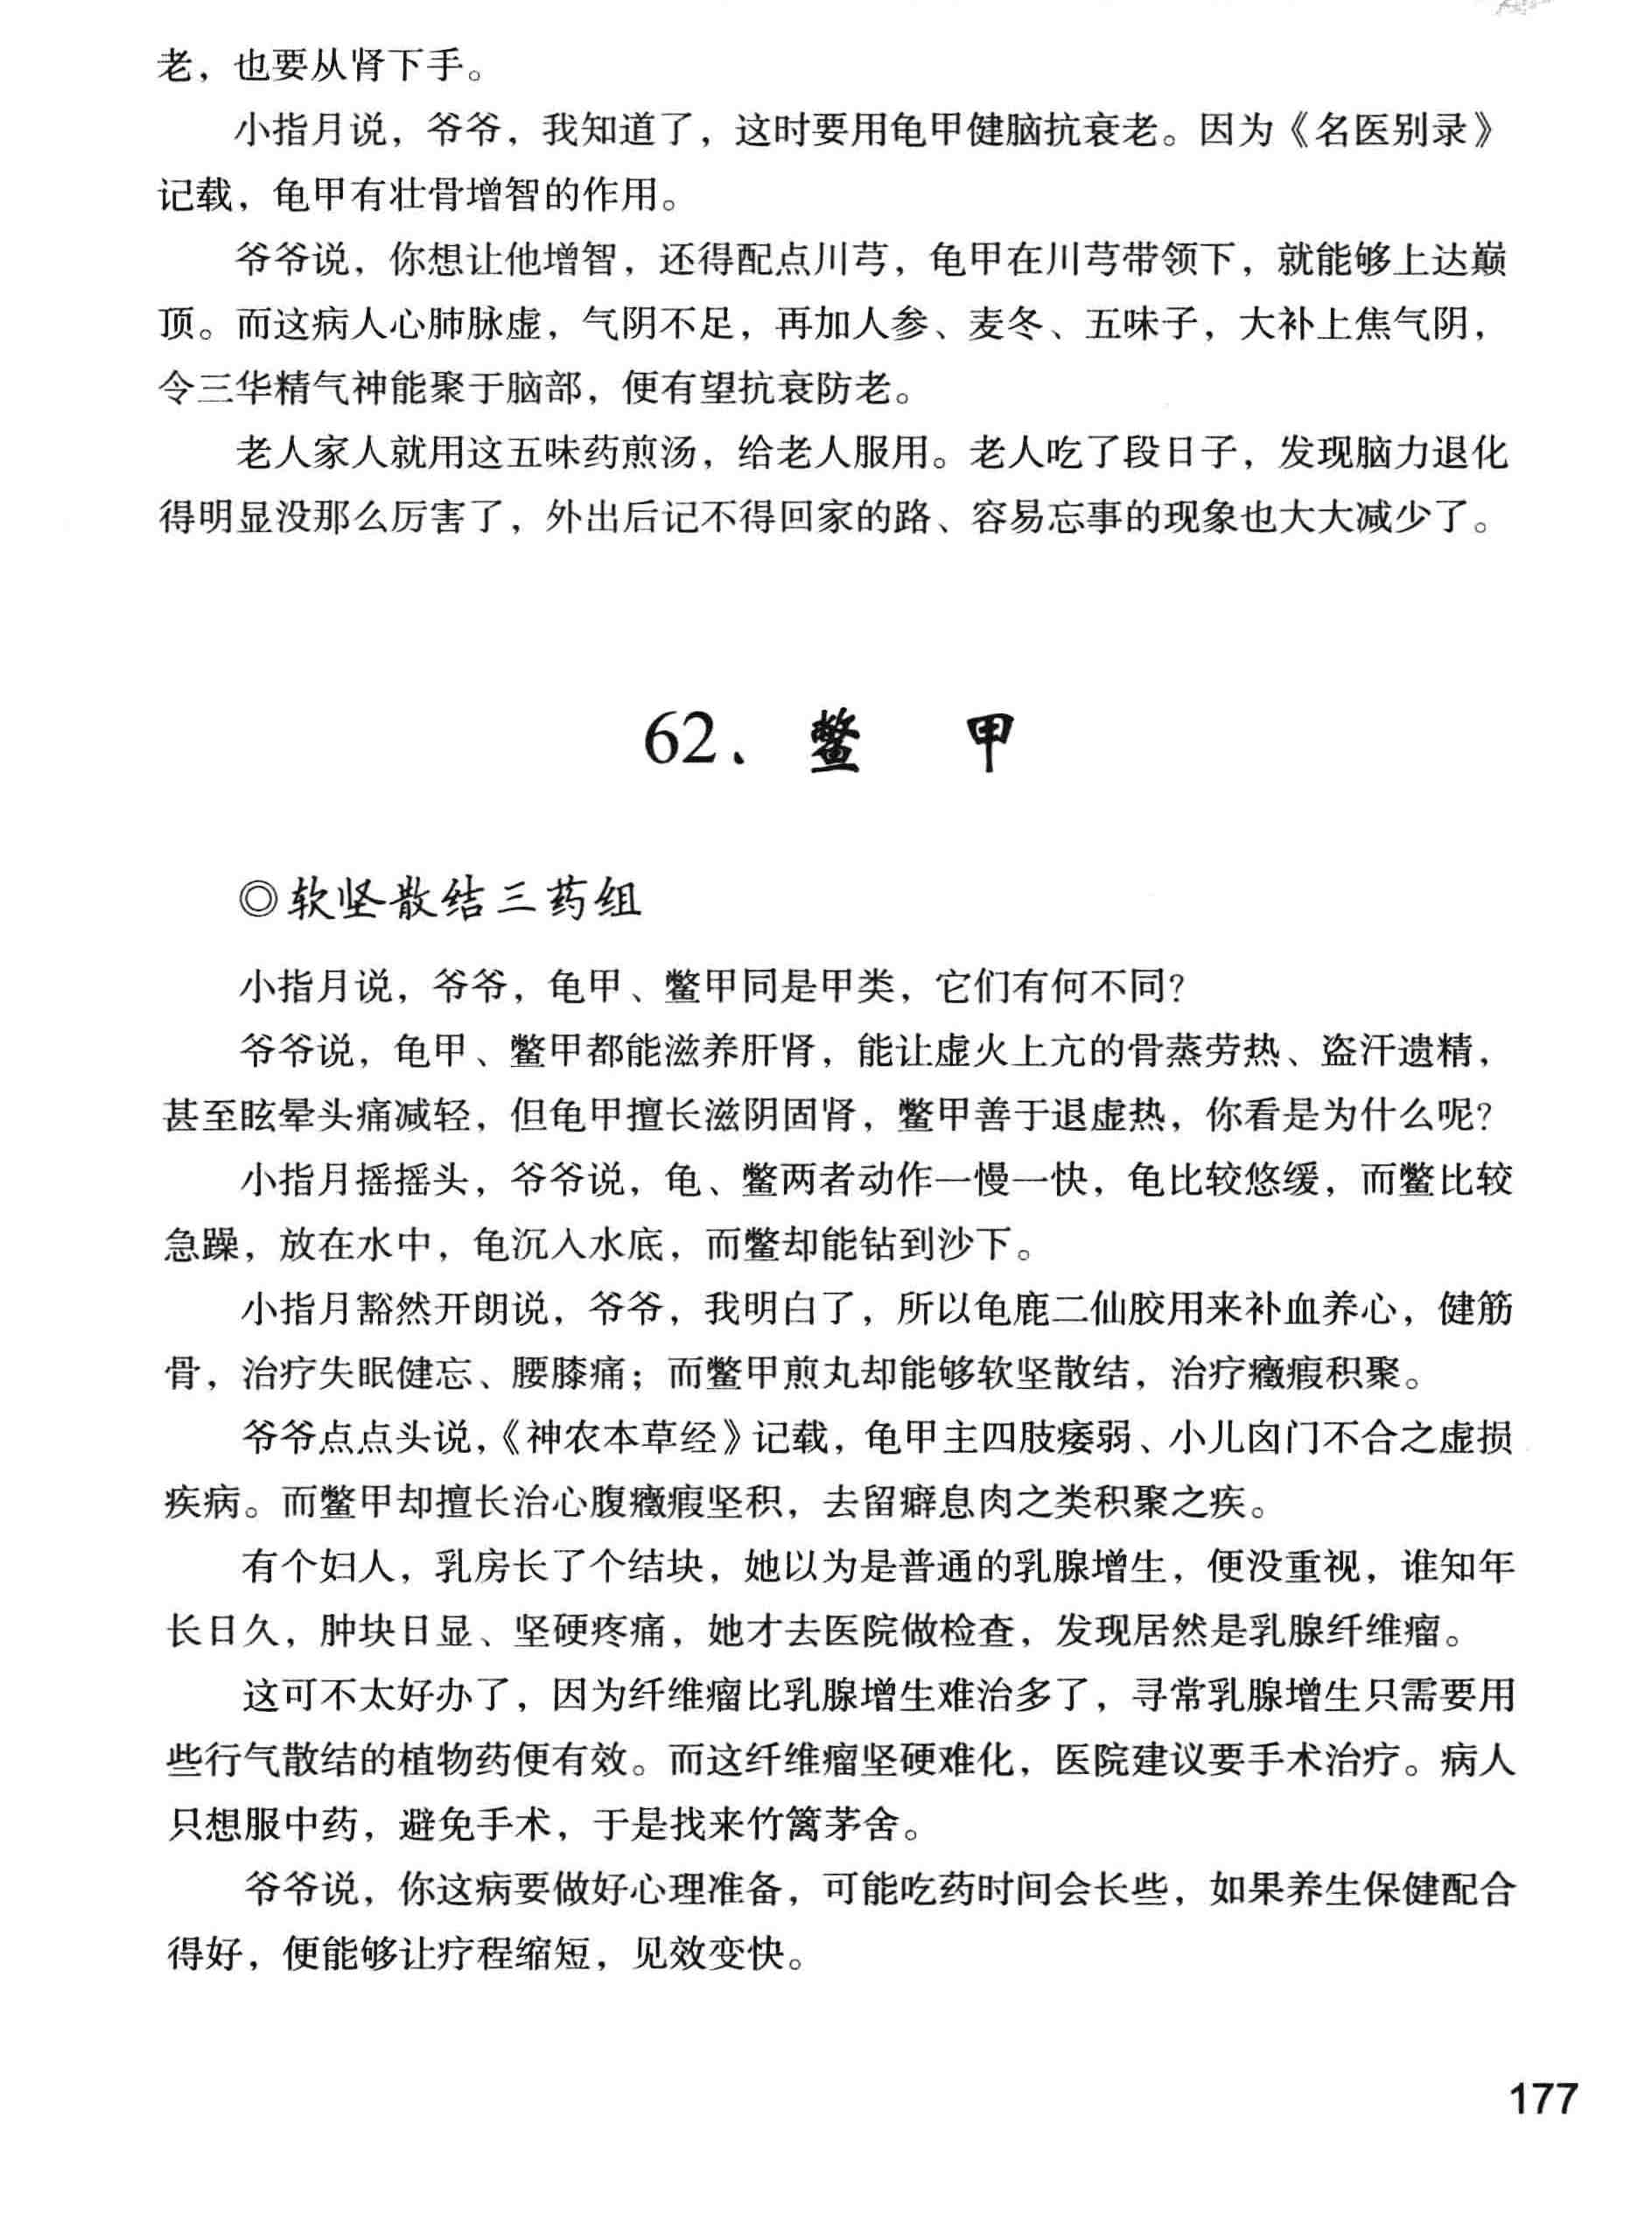 老，也要从肾下手。
小指月说，爷爷，我知道了，这时要用龟甲健脑抗衰老。因为《名医别录》
记载，龟甲有壮骨增智的作用。
爷爷说，你想让他增智，还得配点川芎，龟甲在川芎带领下，就能够上达巅
顶。而这病人心肺脉虚，气阴不足，再加人参、麦冬、五味子，大补上焦气阴，
令三华精气神能聚于脑部，便有望抗衰防老。
老人家人就用这五味药煎汤，给老人服用。老人吃了段日子，发现脑力退化
得明显没那么厉害了，外出后记不得回家的路、容易忘事的现象也大大减少了。
62、鳖 甲
◎软坚散结三药组
小指月说，爷爷，龟甲、鳖甲同是甲类，它们有何不同？
爷爷说，龟甲、鳖甲都能滋养肝肾，能让虚火上亢的骨蒸劳热、盗汗遗精，
甚至眩晕头痛减轻，但龟甲擅长滋阴固肾，鳖甲善于退虚热，你看是为什么呢？
小指月摇摇头，爷爷说，龟、鳖两者动作一慢一快，龟比较悠缓，而鳖比较
急躁，放在水中，龟沉入水底，而鳖却能钻到沙下。
小指月豁然开朗说，爷爷，我明白了，所以龟鹿二仙胶用来补血养心，健筋
骨，治疗失眠健忘、腰膝痛；而鳖甲煎丸却能够软坚散结，治疗癥瘕积聚。
爷爷点点头说，《神农本草经》记载，龟甲主四肢痿弱、小儿囟门不合之虚损
疾病。而鳖甲却擅长治心腹癥瘕坚积，去留癖息肉之类积聚之疾。
有个妇人，乳房长了个结块，她以为是普通的乳腺增生，便没重视，谁知年
长日久，肿块日显、坚硬疼痛，她才去医院做检查，发现居然是乳腺纤维瘤。
这可不太好办了，因为纤维瘤比乳腺增生难治多了，寻常乳腺增生只需要用
些行气散结的植物药便有效。而这纤维瘤坚硬难化，医院建议要手术治疗。病人
只想服中药，避免手术，于是找来竹篱茅舍。
爷爷说，你这病要做好心理准备，可能吃药时间会长些，如果养生保健配合
得好，便能够让疗程缩短，见效变快。
177